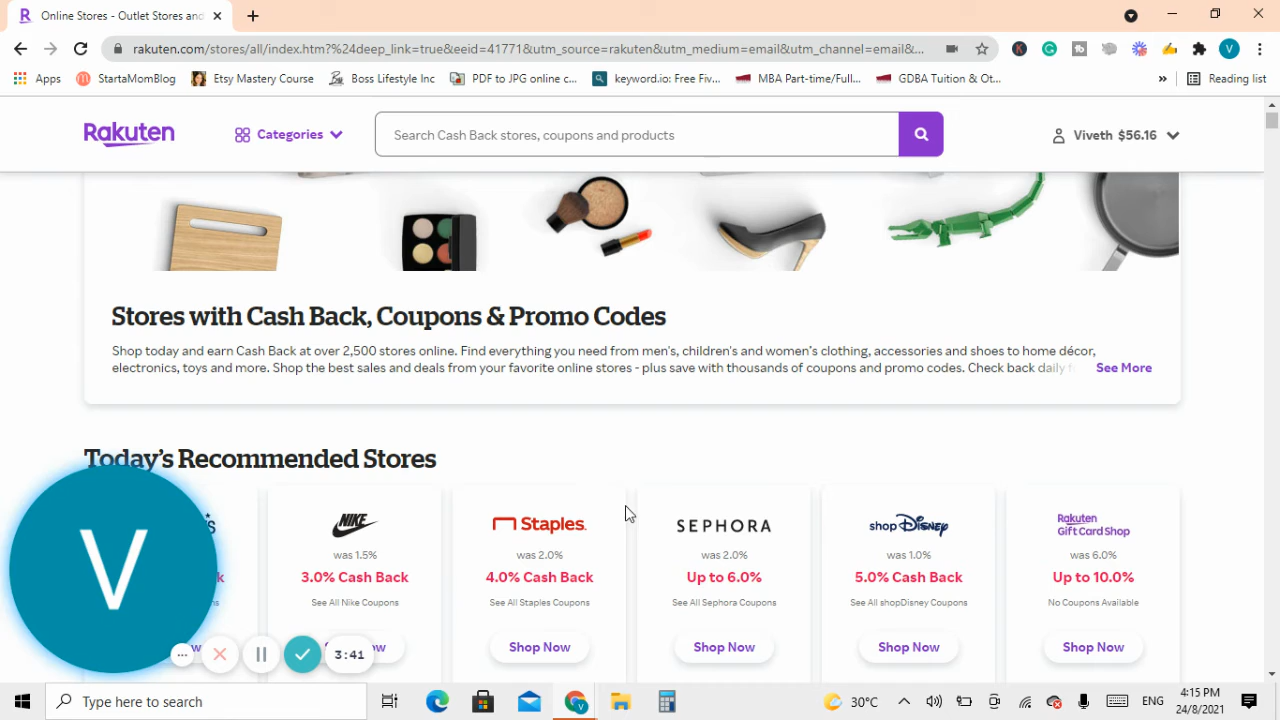 Online Stores - Outlet Stores and
rakuten.com/stores/all/index.htm?%24deep_link=true&eeid=41771&utm_source=rakuten&utm_medium=email&utm_channel=email&...
Apps StartaMomBlog Etsy Mastery Course Boss Lifestyle Inc PDF to JPG online c... keyword.io: Free Fiv... MBA Part-time/Full... GDBA Tuition & Ot... » Reading list
Rakuten Categories Search Cash Back stores, coupons and products Viveth $56.16
Stores with Cash Back, Coupons & Promo Codes
Shop today and earn Cash Back at over 2,500 stores online. Find everything you need from men's, children's and women's clothing, accessories and shoes to home décor,
electronics, toys and more. Shop the best sales and deals from your favorite online stores - plus save with thousands of coupons and promo codes. Check back daily f See More
Today's Recommended Stores
NIKE Staples. SEPHORA shop Disney Rakuten
Gift Card Shop
was 1.5% was 2.0% was 2.0% was 1.0% was 6.0%
3.0% Cash Back 4.0% Cash Back Up to 6.0% 5.0% Cash Back Up to 10.0%
See All Nike Coupons See All Staples Coupons See All Sephora Coupons See All shopDisney Coupons No Coupons Available
Shop Now Shop Now Shop Now Shop Now
V
3:41
Type here to search 30°C ENG 4:15 PM
24/8/2021